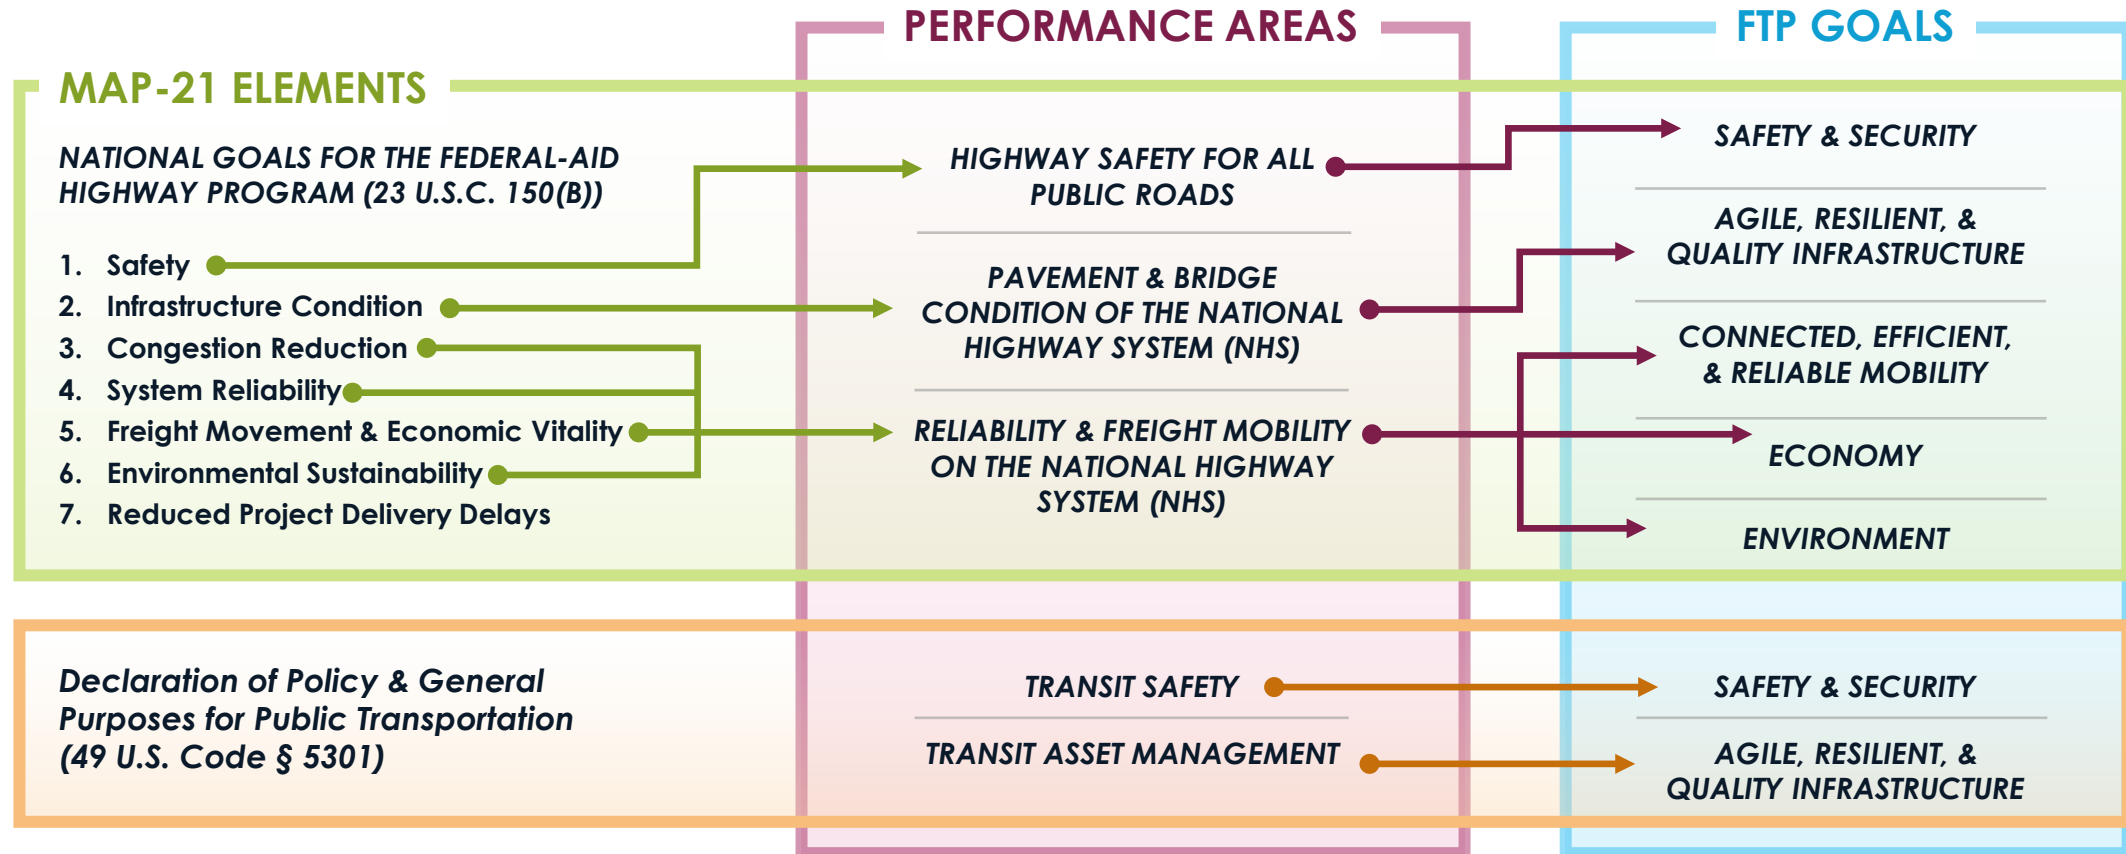 PERFORMANCE AREAS
FTP GOALS
MAP-21 ELEMENTS
NATIONAL GOALS FOR THE FEDERAL-AID
HIGHWAY PROGRAM (23 U.S.C. 150(B))
1. Safety
2. Infrastructure Condition
3. Congestion Reduction
4. System Reliability
5. Freight Movement & Economic Vitality
6. Environmental Sustainability
7. Reduced Project Delivery Delays
HIGHWAY SAFETY FOR ALL
PUBLIC ROADS
PAVEMENT & BRIDGE
CONDITION OF THE NATIONAL
HIGHWAY SYSTEM (NHS)
RELIABILITY & FREIGHT MOBILITY
ON THE NATIONAL HIGHWAY
SYSTEM (NHS)
SAFETY & SECURITY
AGILE, RESILIENT, &
QUALITY INFRASTRUCTURE
CONNECTED, EFFICIENT,
& RELIABLE MOBILITY
ECONOMY
ENVIRONMENT
Declaration of Policy & General
Purposes for Public Transportation
(49 U.S. Code § 5301)
TRANSIT SAFETY
TRANSIT ASSET MANAGEMENT
SAFETY & SECURITY
AGILE, RESILIENT, &
QUALITY INFRASTRUCTURE